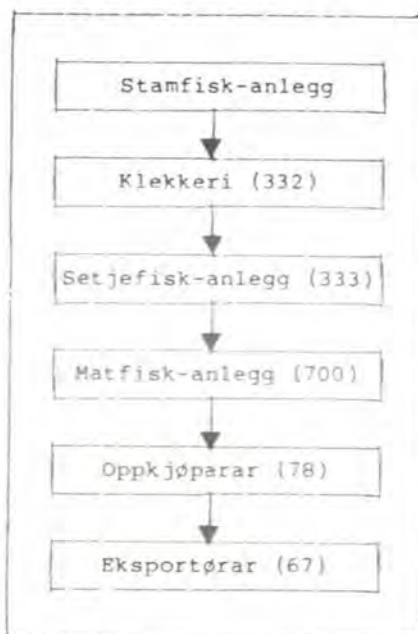 Stamfisk-anlegg
Klekkeri (332)
Setjefisk-anlegg (333)
Matfisk-anlegg (700)
Oppkjøparar (78)
Eksportørar (67)